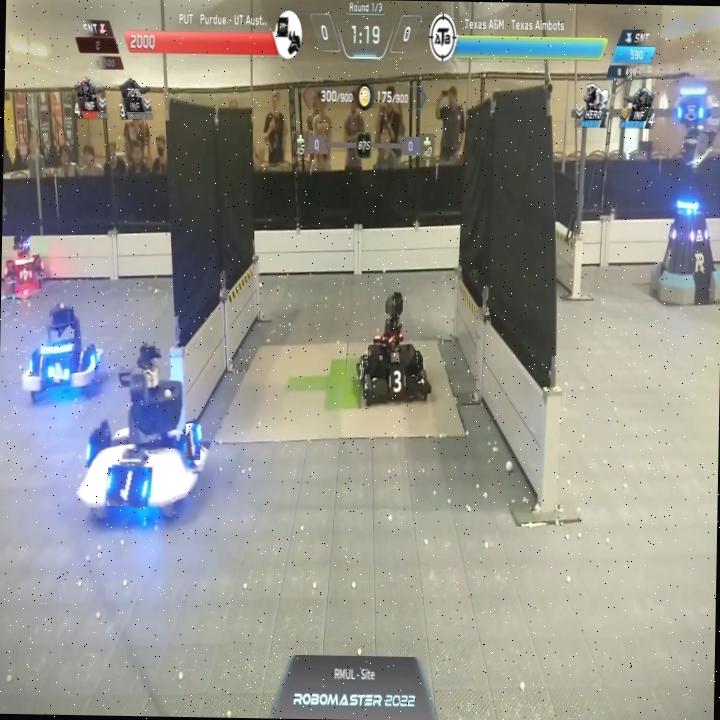 Round 1/3
PUT Purdue - UT Aust..
Texas A&M - Texas Aimbots
SNT
0
2000
0
1:19
0
ATB
SNT
590
300/900
175/900
70%
INF
INF
HERO
INF
0
875
0
3
RMUL - Site
ROBOMASTER 2022